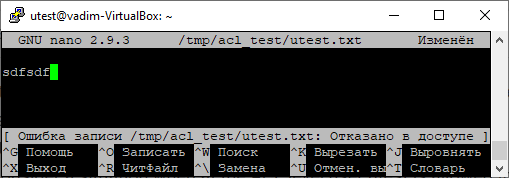 utest@vadim-VirtualBox: ~
GNU nano 2.9.3 /tmp/acl_test/utest.txt Изменён
sdfsdf
[ Ошибка записи /tmp/acl_test/utest.txt: Отказано в доступе ]
^G Помощь ^O Записать ^W Поиск ^K Вырезать ^J Выровнять
^X Выход ^R ЧитФайл ^\ Замена ^U Отмен. вы^T Словарь